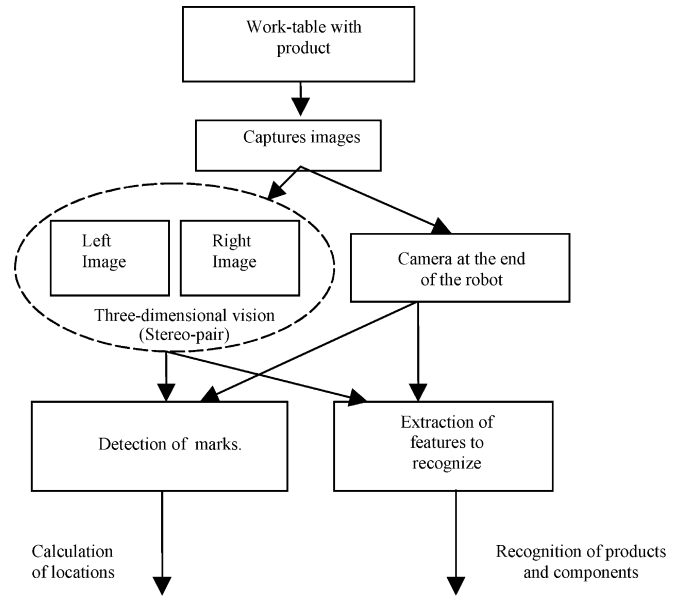 Work-table with
product
Captures images
Left
Image
Right
Image
Three-dimensional vision
(Stereo-pair)
Camera at the end
of the robot
Detection of  marks.
Extraction of
features to
recognize
Calculation
of locations
Recognition of products
and components